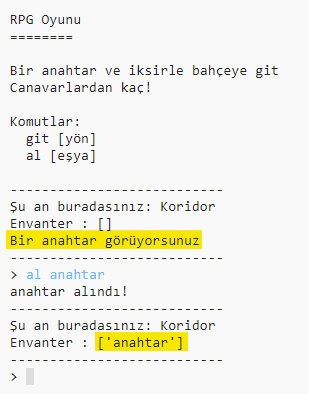 RPG Oyunu
========
Bir anahtar ve iksirle bahçeye git
Canavarlardan kaç!
Komutlar:
  git [yön]
  al [eşya]
---------------------------
Şu an buradasınız: Koridor
Envanter : []
Bir anahtar görüyorsunuz
---------------------------
> al anahtar
anahtar alındı!
---------------------------
Şu an buradasınız: Koridor
Envanter : ['anahtar']
---------------------------
>